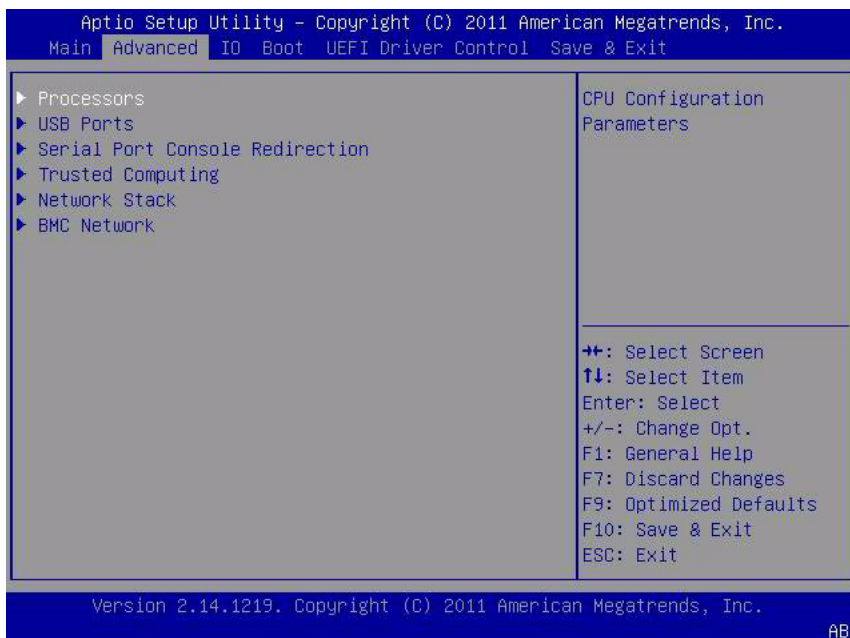 Aptio Setup Utility – Copyright (C) 2011 American Megatrends, Inc.
Main Advanced IO Boot UEFI Driver Control Save & Exit
▶ Processors
▶ USB Ports
▶ Serial Port Console Redirection
▶ Trusted Computing
▶ Network Stack
▶ BMC Network
CPU Configuration
Parameters
→←: Select Screen
↑↓: Select Item
Enter: Select
+/-: Change Opt.
F1: General Help
F7: Discard Changes
F9: Optimized Defaults
F10: Save & Exit
ESC: Exit
Version 2.14.1219. Copyright (C) 2011 American Megatrends, Inc.
AB